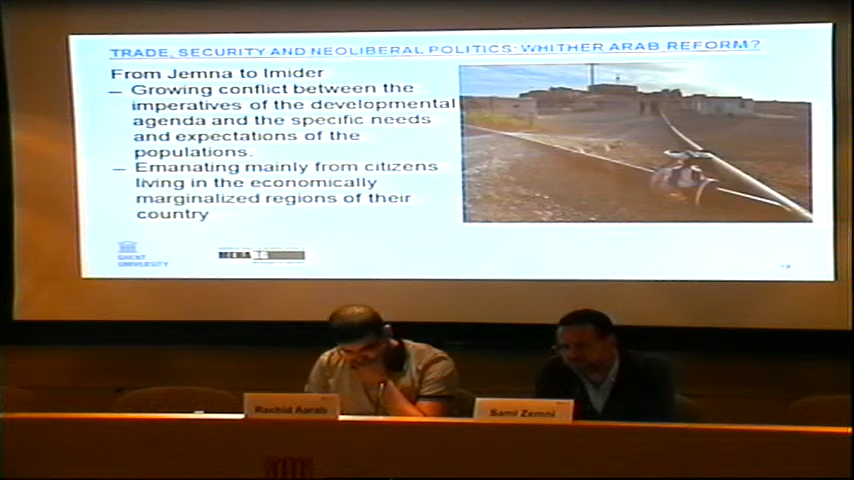 TRADE, SECURITY AND NEOLIBERAL POLITICS: WHITHER ARAB REFORM?
From Jemna to Imider
– Growing conflict between the
imperatives of the developmental
agenda and the specific needs
and expectations of the
populations.
– Emanating mainly from citizens
living in the economically
marginalized regions of their
country
GHENT
UNIVERSITY
Rachid Aarab
Sami Zemni